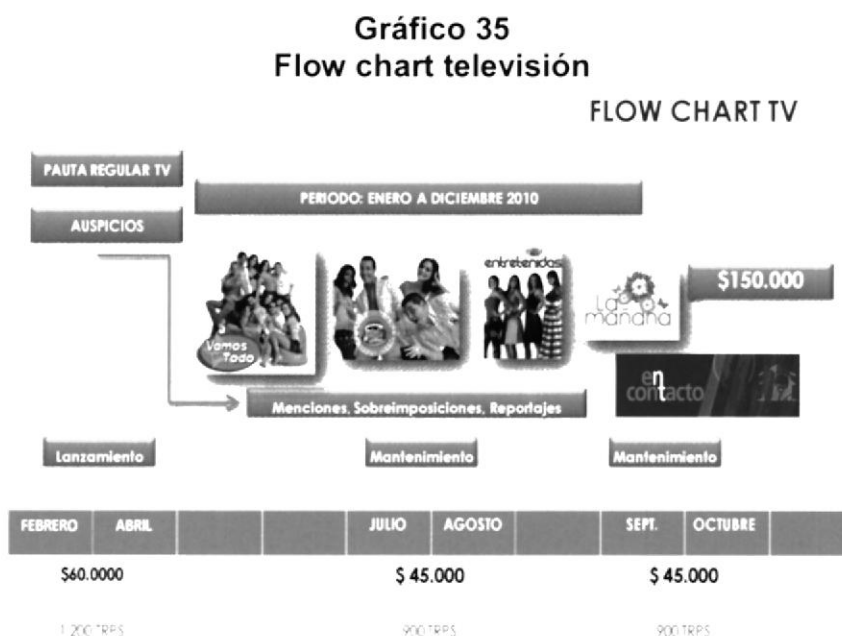 Gráfico 35
Flow chart televisión
FLOW CHART TV
PAUTA REGULAR TV
PERIODO: ENERO A DICIEMBRE 2010
AUSPICIOS
Vamos
Todo
entretenidas
La
mañana
$150.000
en
contacto
Menciones, Sobreimposiciones, Reportajes
Lanzamiento
Mantenimiento
Mantenimiento
FEBRERO ABRIL JULIO AGOSTO SEPT. OCTUBRE
$60.0000 $ 45.000 $ 45.000
1.200 TRPS 900 TRPS 900 TRPS